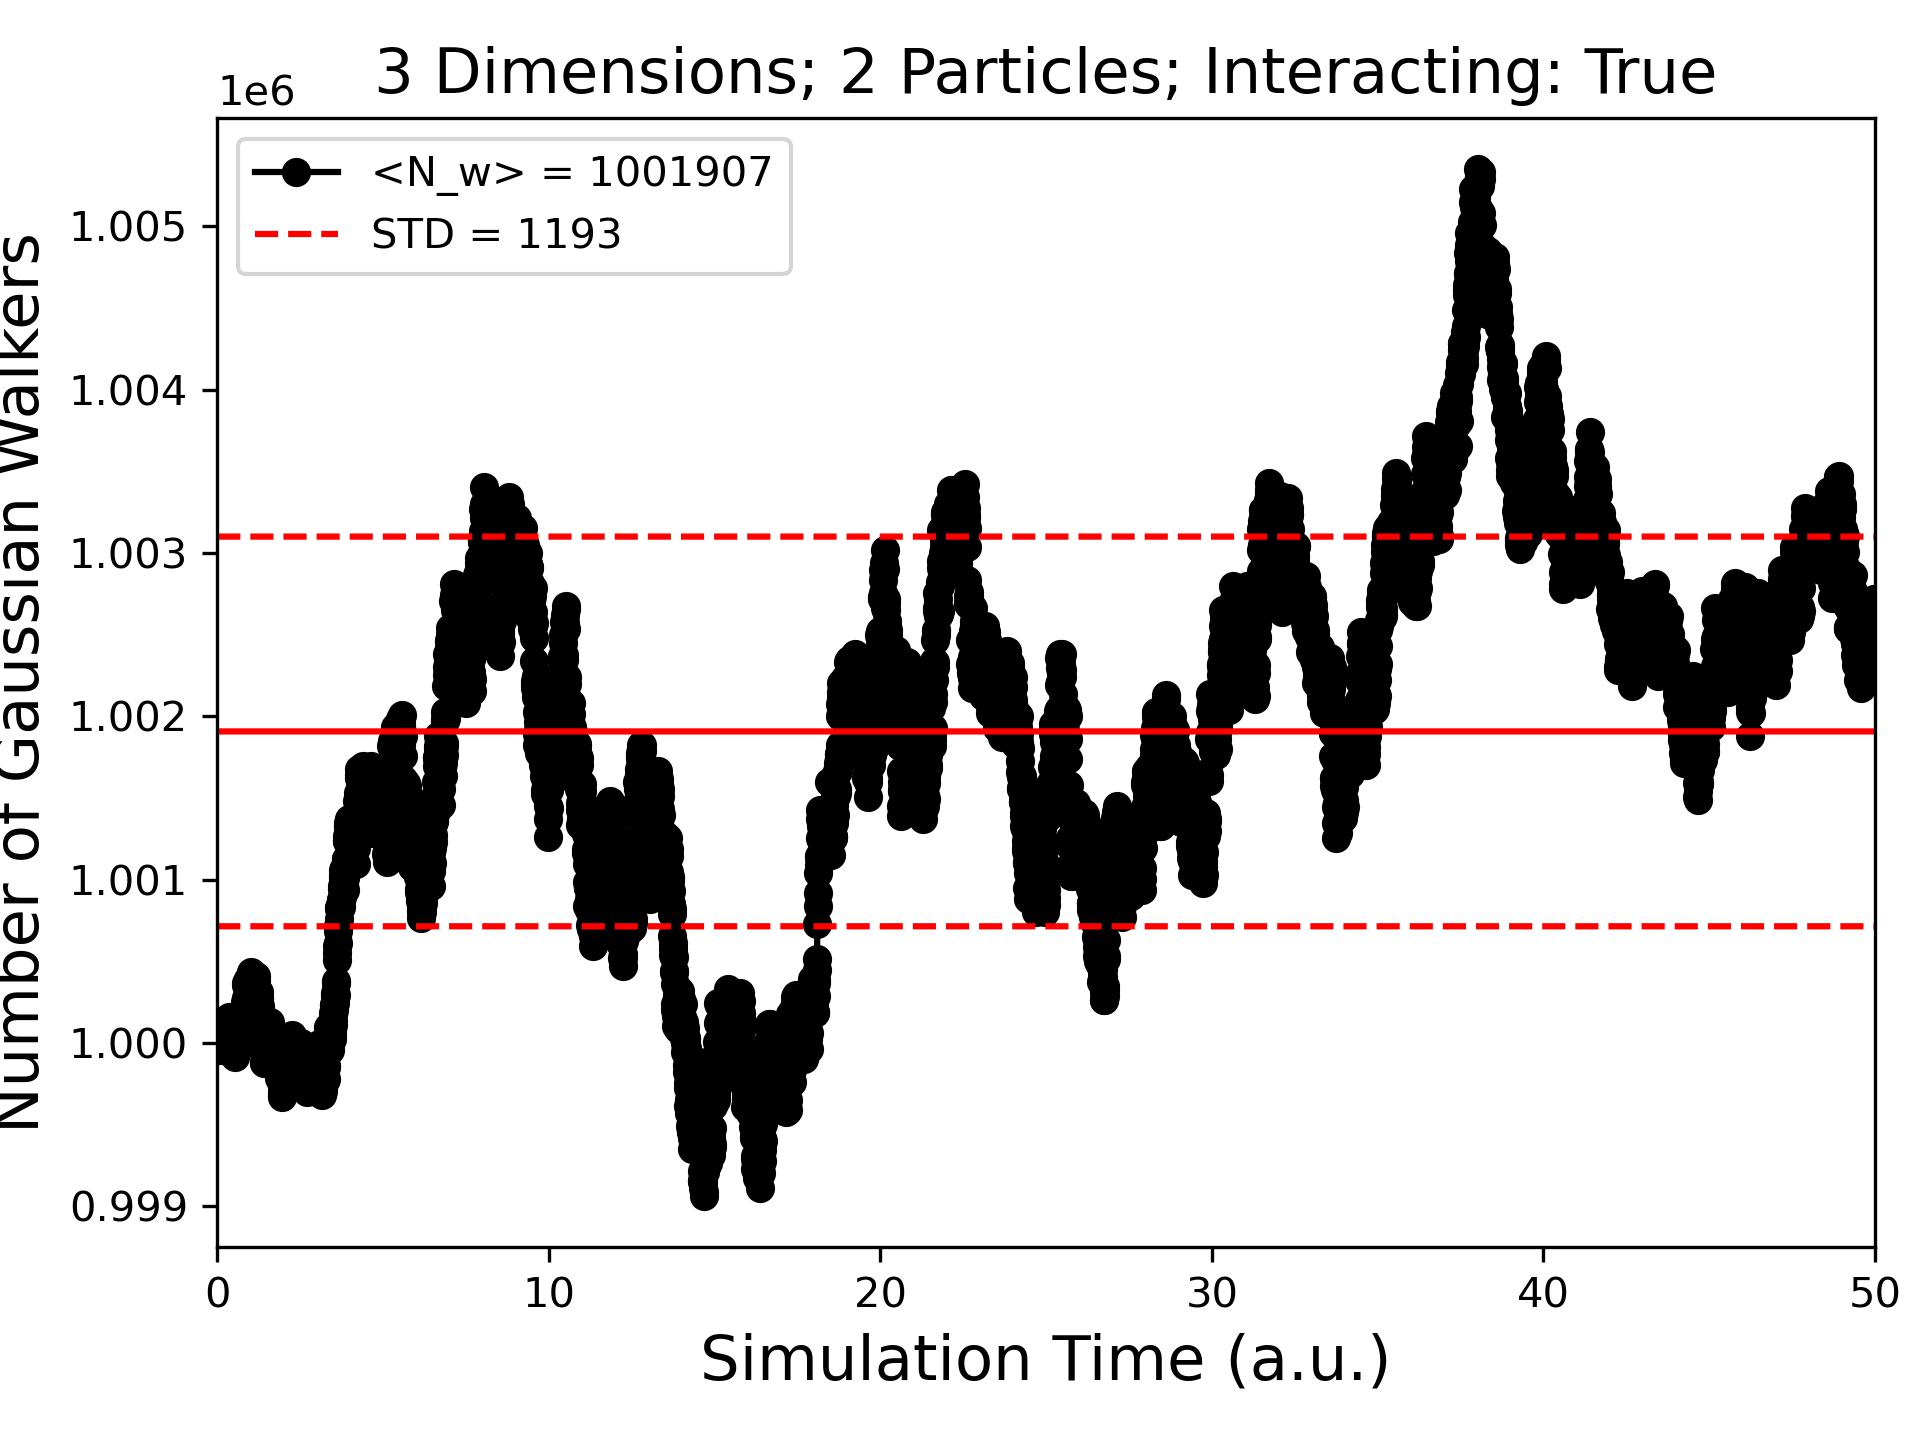 3 Dimensions; 2 Particles; Interacting: True
1e6
<N_w> = 1001907
STD = 1193
Number of Gaussian Walkers
1.005
1.004
1.003
1.002
1.001
1.000
0.999
0 10 20 30 40 50
Simulation Time (a.u.)